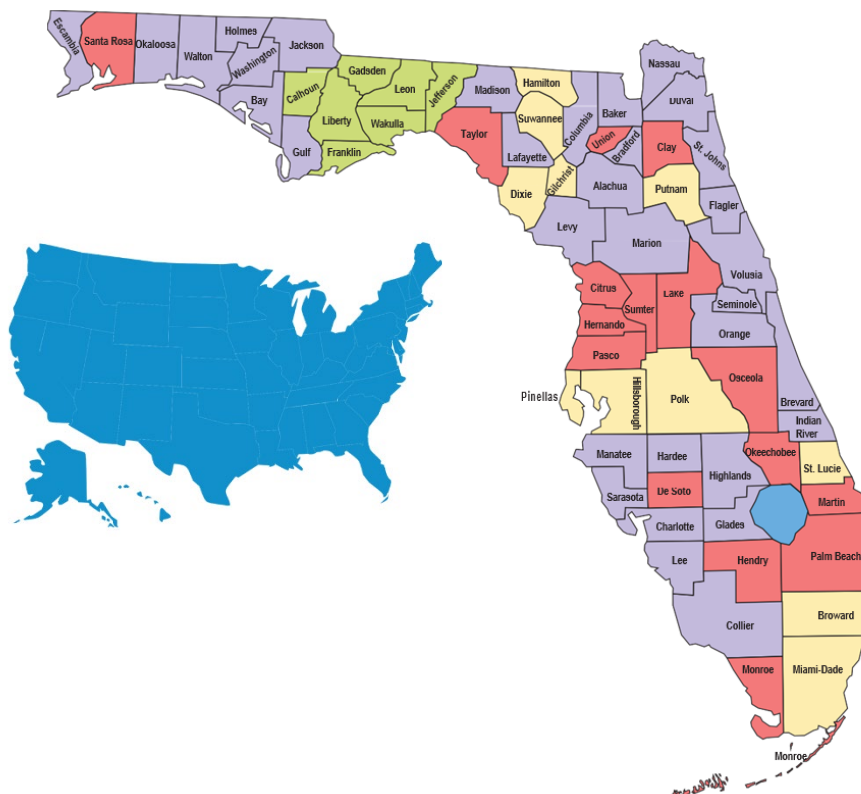 Escambia
Santa Rosa
Okaloosa
Walton
Holmes
Washington
Jackson
Bay
Calhoun
Gulf
Gadsden
Liberty
Franklin
Leon
Wakulla
Jefferson
Madison
Taylor
Hamilton
Suwannee
Lafayette
Dixie
Columbia
Gilchrist
Baker
Union
Bradford
Nassau
Duval
Clay
St. Johns
Alachua
Putnam
Flagler
Levy
Marion
Volusia
Citrus
Sumter
Lake
Seminole
Hernando
Orange
Pasco
Osceola
Pinellas
Hillsborough
Polk
Brevard
Indian
River
Manatee
Hardee
Highlands
Okeechobee
St. Lucie
Sarasota
De Soto
Martin
Charlotte
Glades
Lee
Hendry
Palm Beach
Collier
Broward
Monroe
Miami-Dade
Monroe